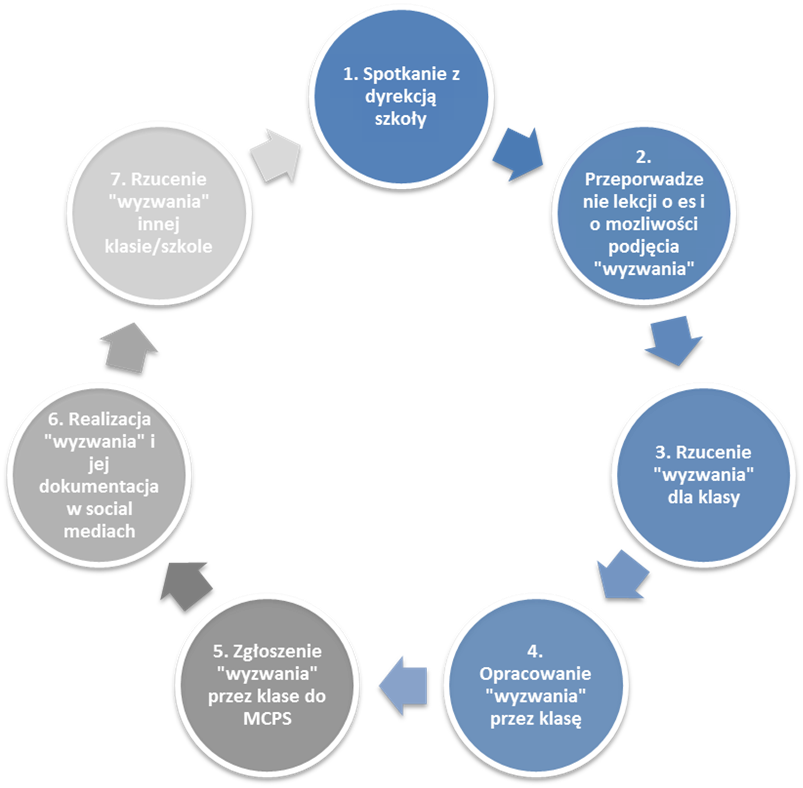 1. Spotkanie z
dyrekcją
szkoły
2.
Przeporwadze
nie lekcji o es i
o mozliwości
podjęcia
"wyzwania"
3. Rzucenie
"wyzwania"
dla klasy
4.
Opracowanie
"wyzwania"
przez klasę
5. Zgłoszenie
"wyzwania"
przez klase do
MCPS
6. Realizacja
"wyzwania" i
jej
dokumentacja
w social
mediach
7. Rzucenie
"wyzwania"
innej
klasie/szkole